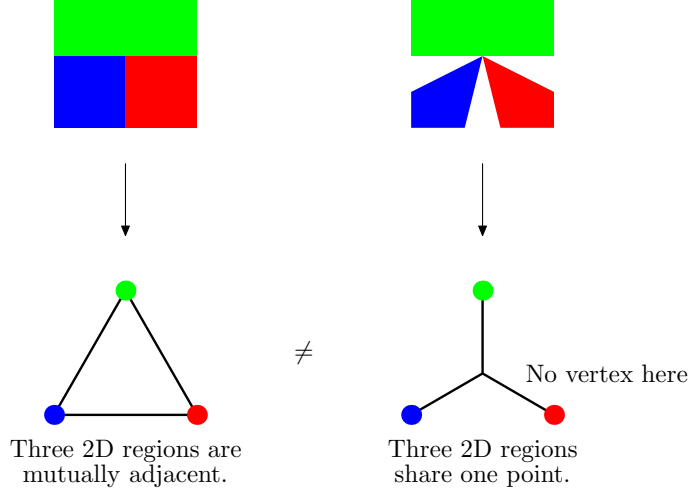 ≠
No vertex here
Three 2D regions are
mutually adjacent.
Three 2D regions
share one point.